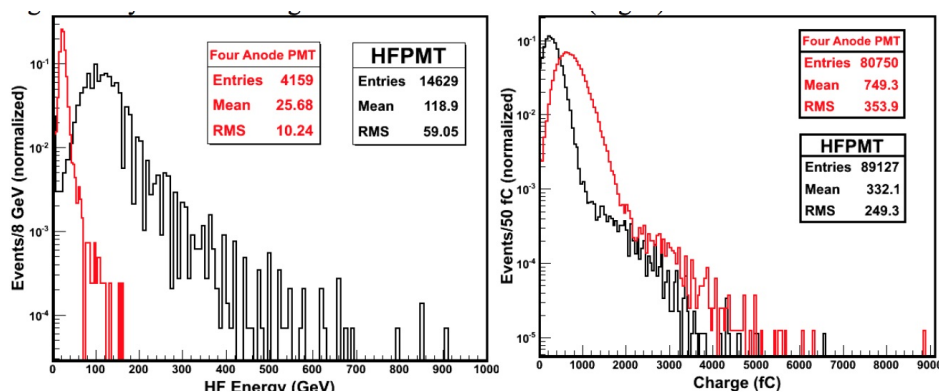 Events/8 GeV (normalized)
10⁻¹
10⁻²
10⁻³
10⁻⁴
Four Anode PMT
Entries 4159
Mean 25.68
RMS 10.24
HFPMT
Entries 14629
Mean 118.9
RMS 59.05
0 100 200 300 400 500 600 700 800 900 1000
HF Energy (GeV)
Events/50 fC (normalized)
10⁻¹
10⁻²
10⁻³
10⁻⁴
10⁻⁵
Four Anode PMT
Entries 80750
Mean 749.3
RMS 353.9
HFPMT
Entries 89127
Mean 332.1
RMS 249.3
0 1000 2000 3000 4000 5000 6000 7000 8000 9000
Charge (fC)